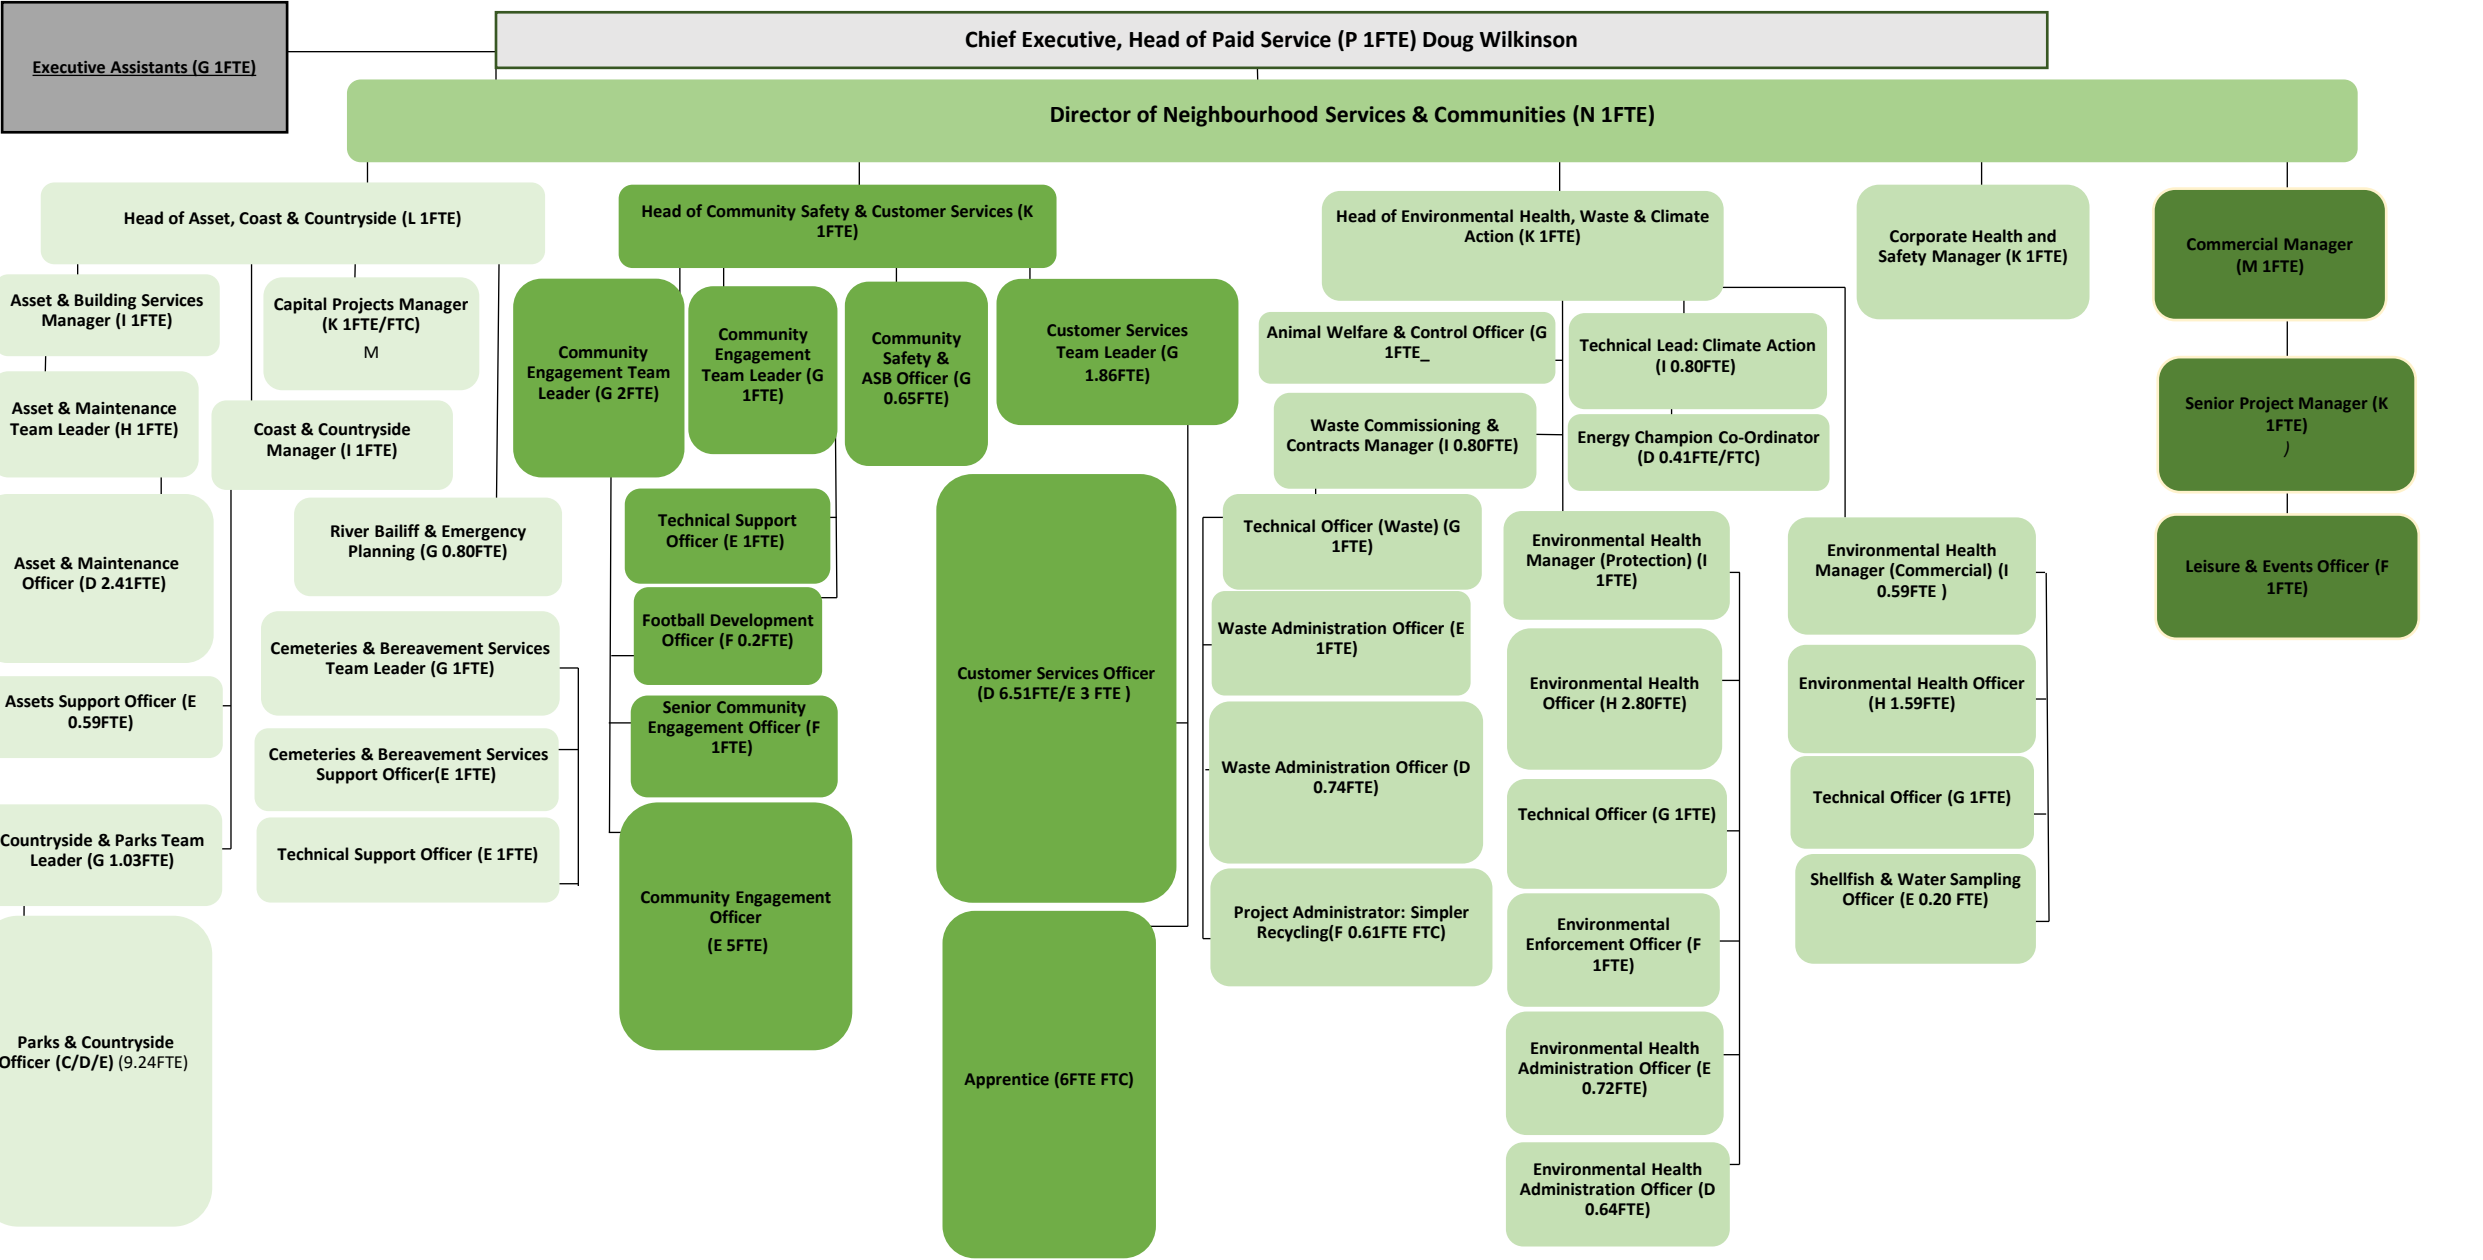 Executive Assistants (G 1FTE)
Chief Executive, Head of Paid Service (P 1FTE) Doug Wilkinson
Director of Neighbourhood Services & Communities (N 1FTE)
Head of Asset, Coast & Countryside (L 1FTE)
Asset & Building Services
Manager (I 1FTE)
Capital Projects Manager
(K 1FTE/FTC)
M
Asset & Maintenance
Team Leader (H 1FTE)
Coast & Countryside
Manager (I 1FTE)
Asset & Maintenance
Officer (D 2.41FTE)
River Bailiff & Emergency
Planning (G 0.80FTE)
Assets Support Officer (E
0.59FTE)
Cemeteries & Bereavement Services
Team Leader (G 1FTE)
Cemeteries & Bereavement Services
Support Officer(E 1FTE)
Technical Support Officer (E 1FTE)
Countryside & Parks Team
Leader (G 1.03FTE)
Parks & Countryside
Officer (C/D/E) (9.24FTE)
Head of Community Safety & Customer Services (K
1FTE)
Community
Engagement Team
Leader (G 2FTE)
Community
Engagement
Team Leader (G
1FTE)
Community
Safety &
ASB Officer (G
0.65FTE)
Customer Services
Team Leader (G
1.86FTE)
Technical Support
Officer (E 1FTE)
Football Development
Officer (F 0.2FTE)
Senior Community
Engagement Officer (F
1FTE)
Community Engagement
Officer
(E 5FTE)
Customer Services Officer
(D 6.51FTE/E 3 FTE )
Apprentice (6FTE FTC)
Head of Environmental Health, Waste & Climate
Action (K 1FTE)
Animal Welfare & Control Officer (G
1FTE_
Technical Lead: Climate Action
(I 0.80FTE)
Waste Commissioning &
Contracts Manager (I 0.80FTE)
Energy Champion Co-Ordinator
(D 0.41FTE/FTC)
Technical Officer (Waste) (G
1FTE)
Waste Administration Officer (E
1FTE)
Waste Administration Officer (D
0.74FTE)
Project Administrator: Simpler
Recycling(F 0.61FTE FTC)
Environmental Health
Manager (Protection) (I
1FTE)
Environmental Health
Officer (H 2.80FTE)
Technical Officer (G 1FTE)
Environmental
Enforcement Officer (F
1FTE)
Environmental Health
Administration Officer (E
0.72FTE)
Environmental Health
Administration Officer (D
0.64FTE)
Environmental Health
Manager (Commercial) (I
0.59FTE )
Environmental Health Officer
(H 1.59FTE)
Technical Officer (G 1FTE)
Shellfish & Water Sampling
Officer (E 0.20 FTE)
Corporate Health and
Safety Manager (K 1FTE)
Commercial Manager
(M 1FTE)
Senior Project Manager (K
1FTE)
)
Leisure & Events Officer (F
1FTE)